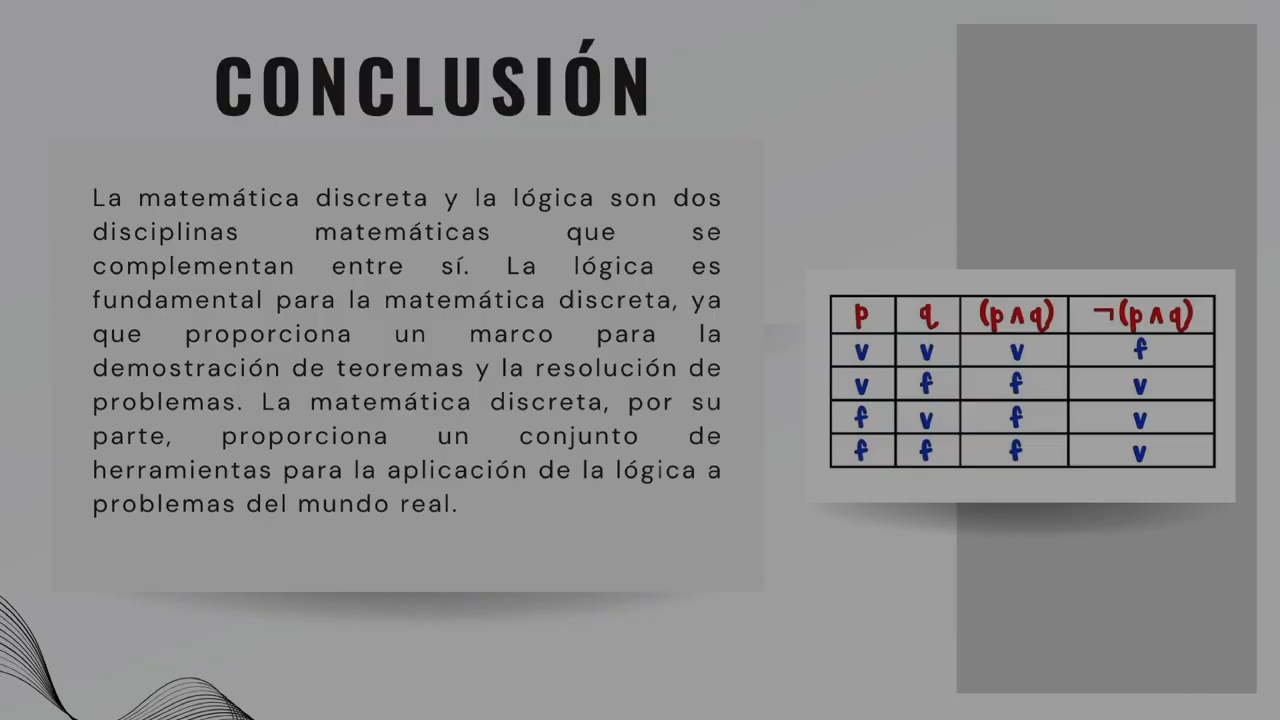 CONCLUSIÓN
La matemática discreta y la lógica son dos
disciplinas matemáticas que se
complementan entre sí. La lógica es
fundamental para la matemática discreta, ya
que proporciona un marco para la
demostración de teoremas y la resolución de
problemas. La matemática discreta, por su
parte, proporciona un conjunto de
herramientas para la aplicación de la lógica a
problemas del mundo real.
p q (p∧q) ¬(p∧q)
v v v f
v f f v
f v f v
f f f v